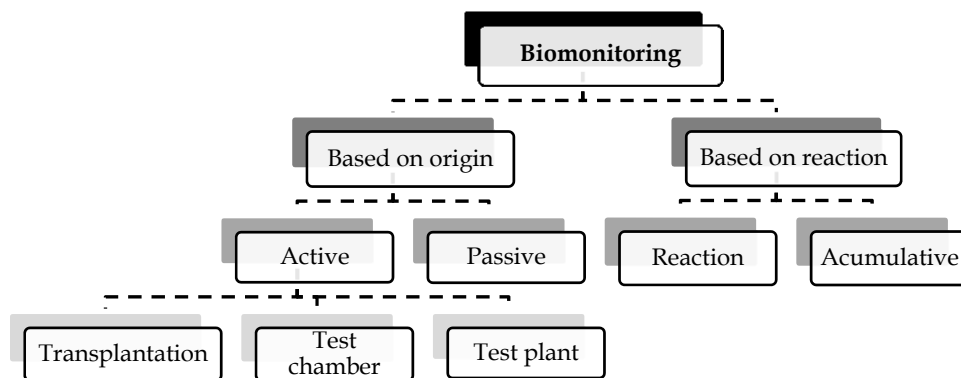 Biomonitoring
Based on origin
Based on reaction
Active
Passive
Reaction
Acumulative
Transplantation
Test
chamber
Test plant